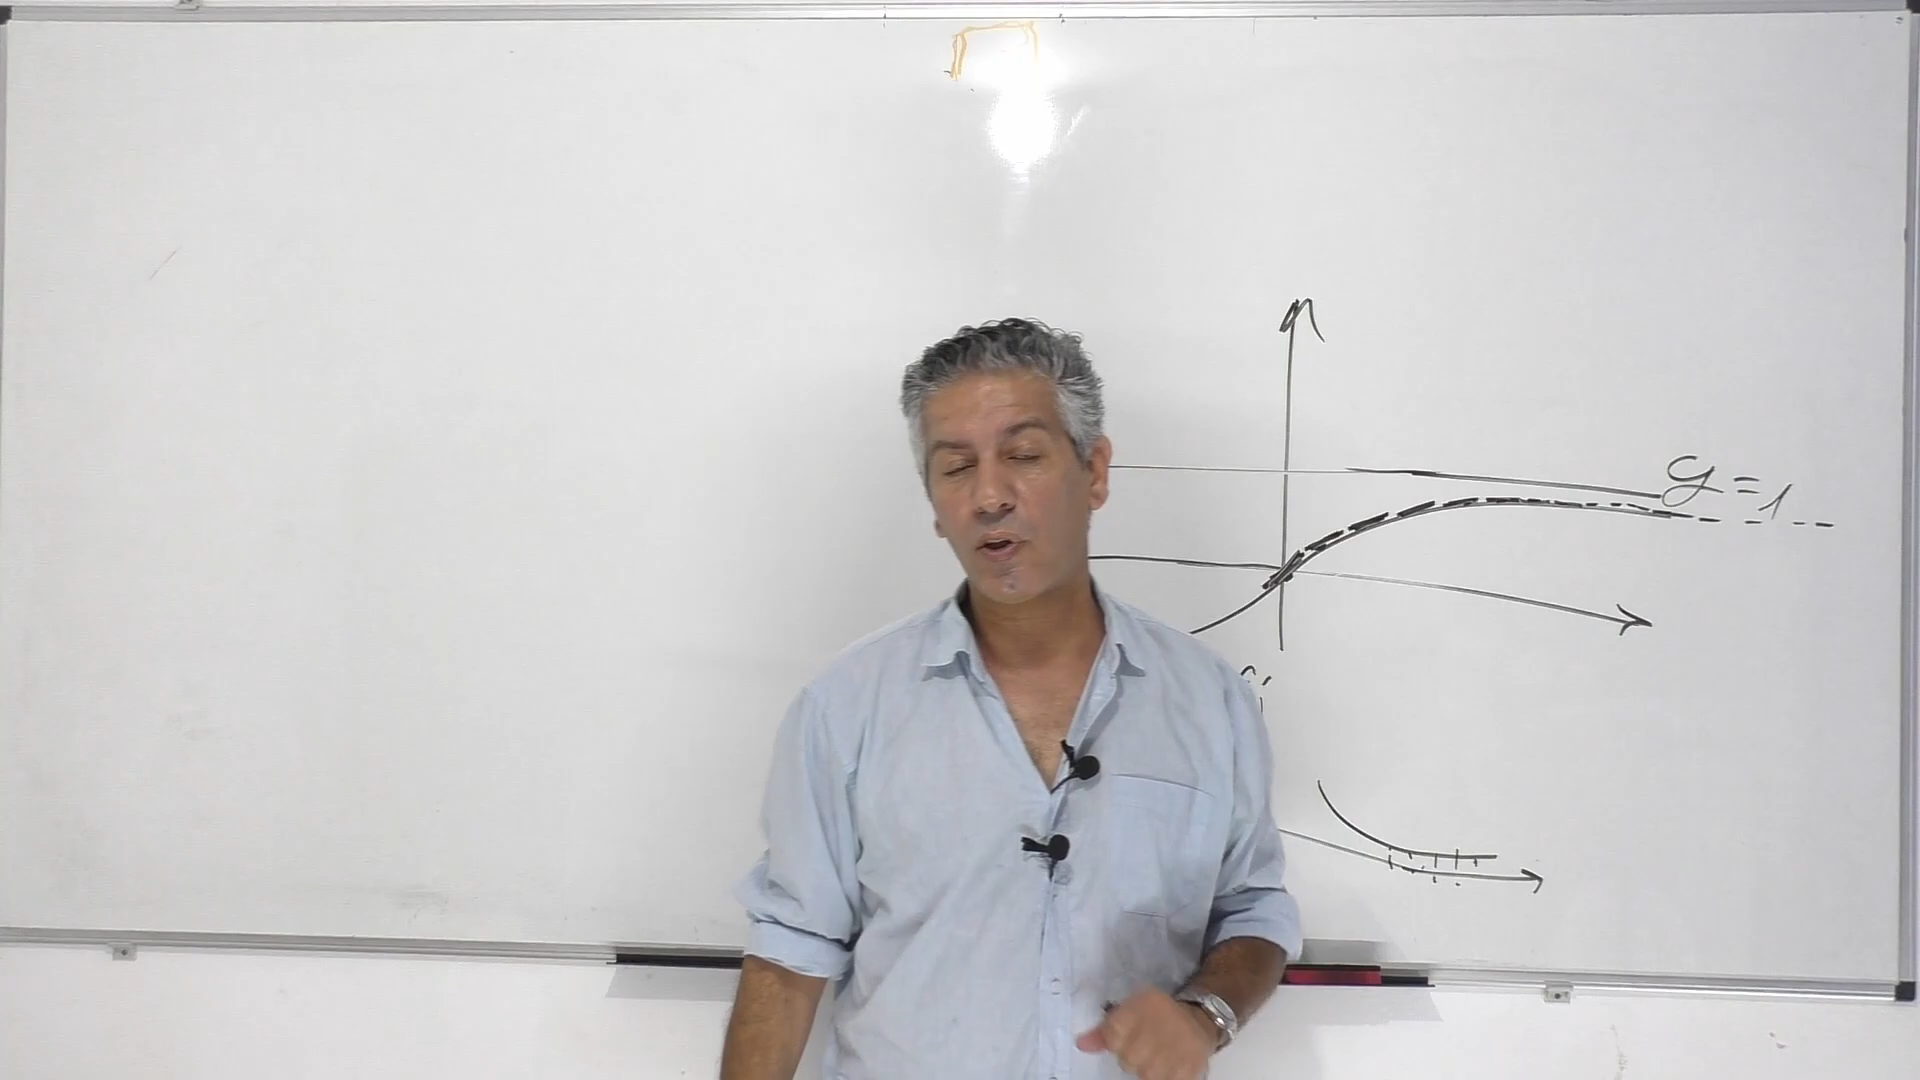 y = 1